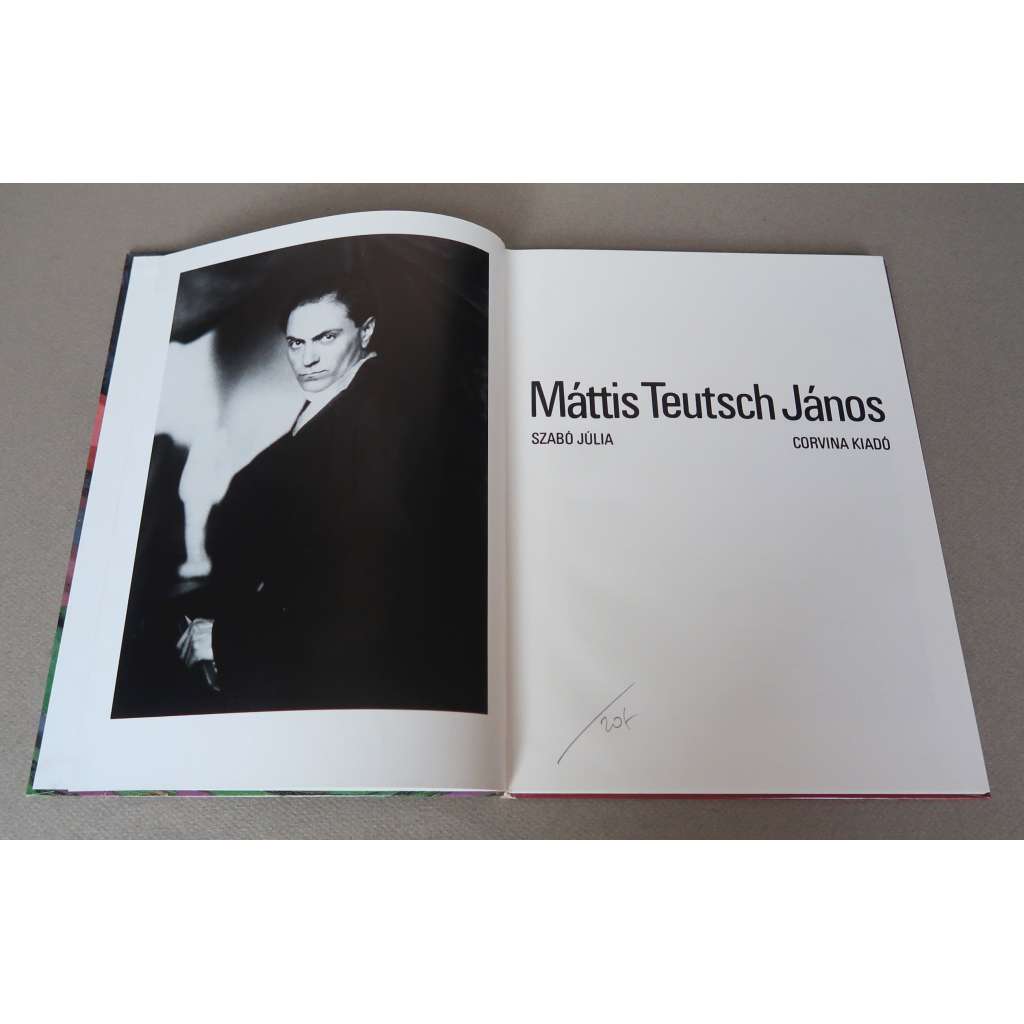 Máttis Teutsch János
SZABÓ JÚLIA CORVINA KIADÓ